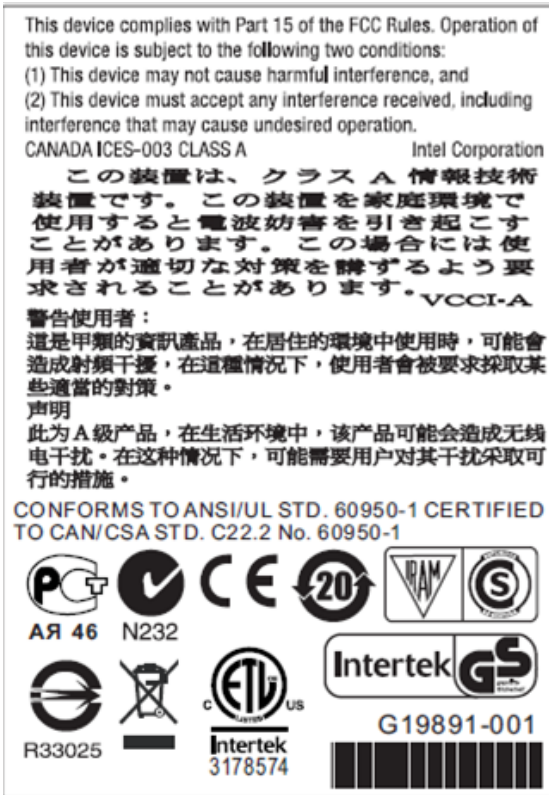 This device complies with Part 15 of the FCC Rules. Operation of
this device is subject to the following two conditions:
(1) This device may not cause harmful interference, and
(2) This device must accept any interference received, including
interference that may cause undesired operation.
CANADA ICES-003 CLASS A Intel Corporation
この装置は、クラス A 情報技術
装置です。この装置を家庭環境で
使用すると電波妨害を引き起こす
ことがあります。この場合には使
用者が適切な対策を講ずるよう要
求されることがあります。
VCCI-A
警告使用者：
這是甲類的資訊產品，在居住的環境中使用時，可能會
造成射頻干擾，在這種情況下，使用者會被要求採取某
些適當的對策。
声明
此为A级产品，在生活环境中，该产品可能会造成无线
电干扰。在这种情况下，可能需要用户对其干扰采取可
行的措施。
CONFORMS TO ANSI/UL STD. 60950-1 CERTIFIED
TO CAN/CSA STD. C22.2 No. 60950-1
PCT
CE
20
IRAM
S
АЯ 46 N232
Intertek GS
C ETL US
LISTED
R33025
Intertek
3178574
G19891-001